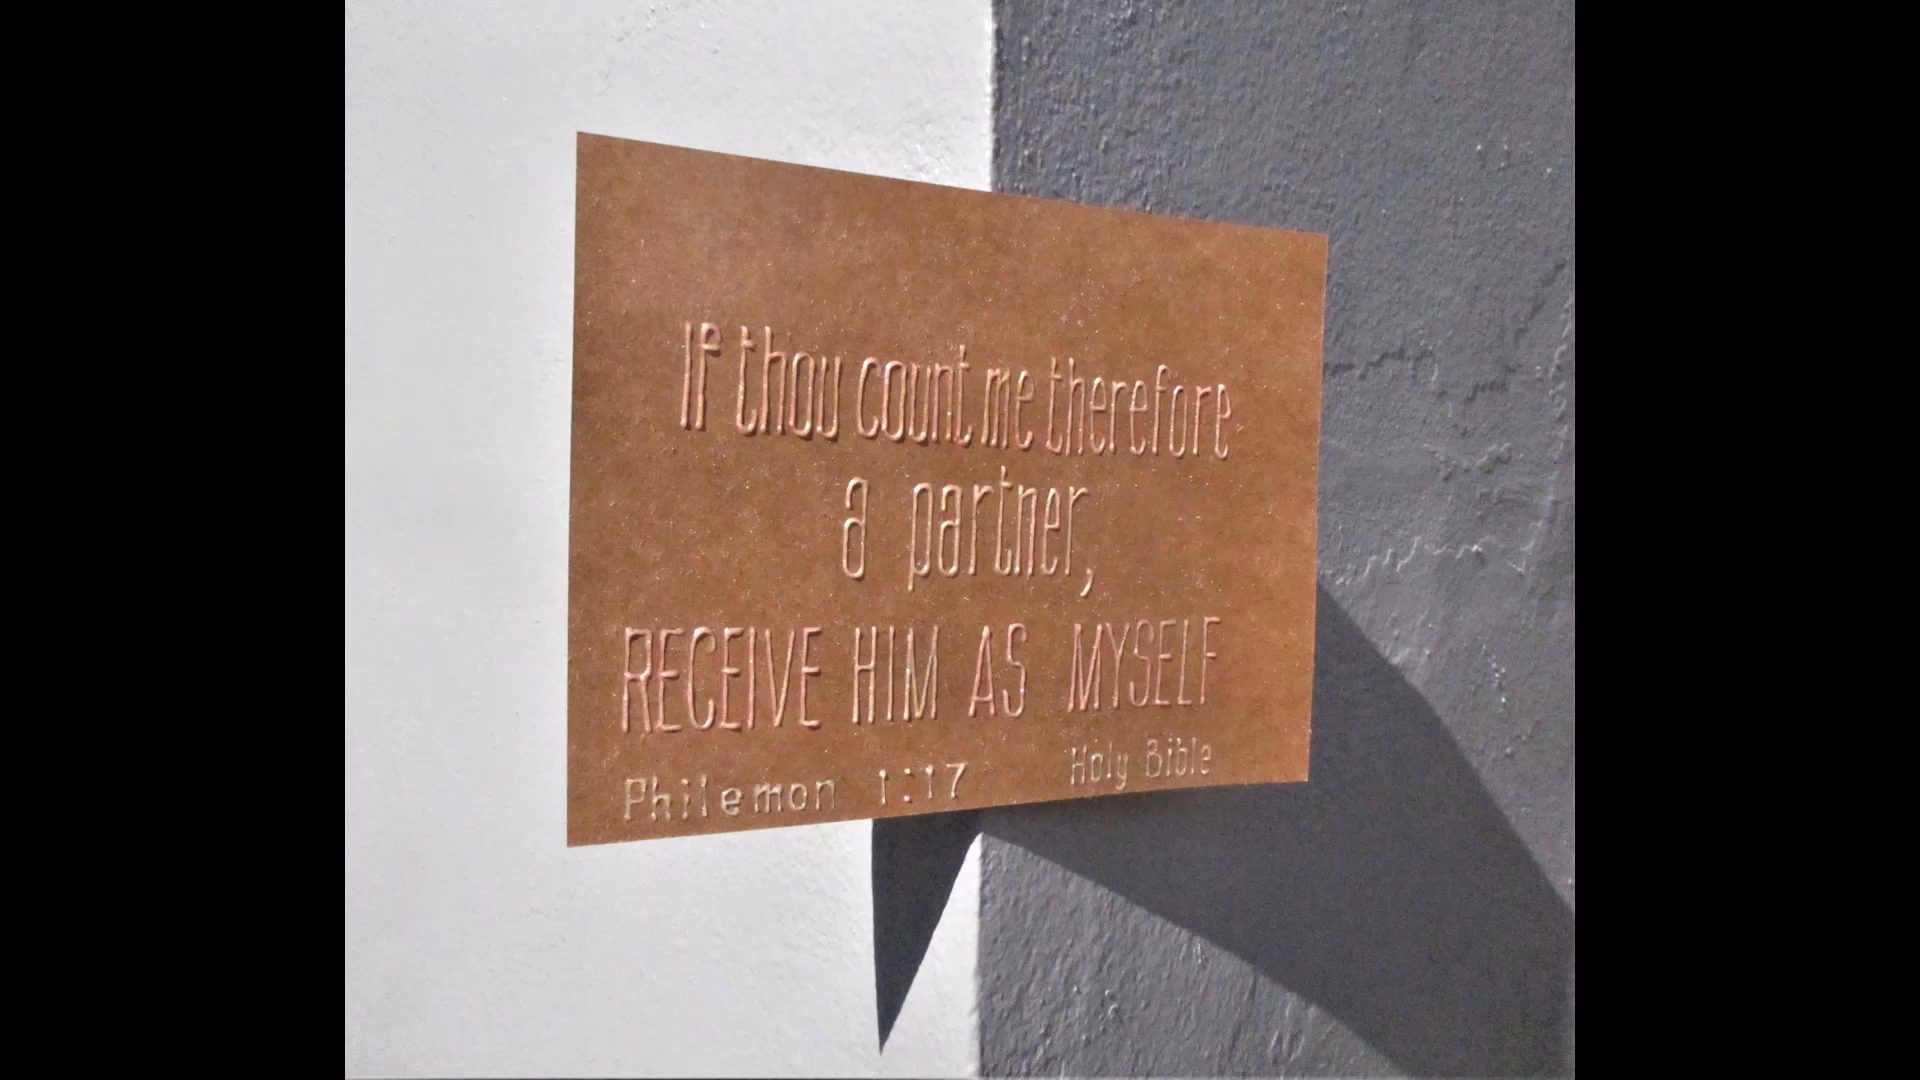 If thou count me therefore
a partner,
RECEIVE HIM AS MYSELF
Philemon 1:17
Holy Bible